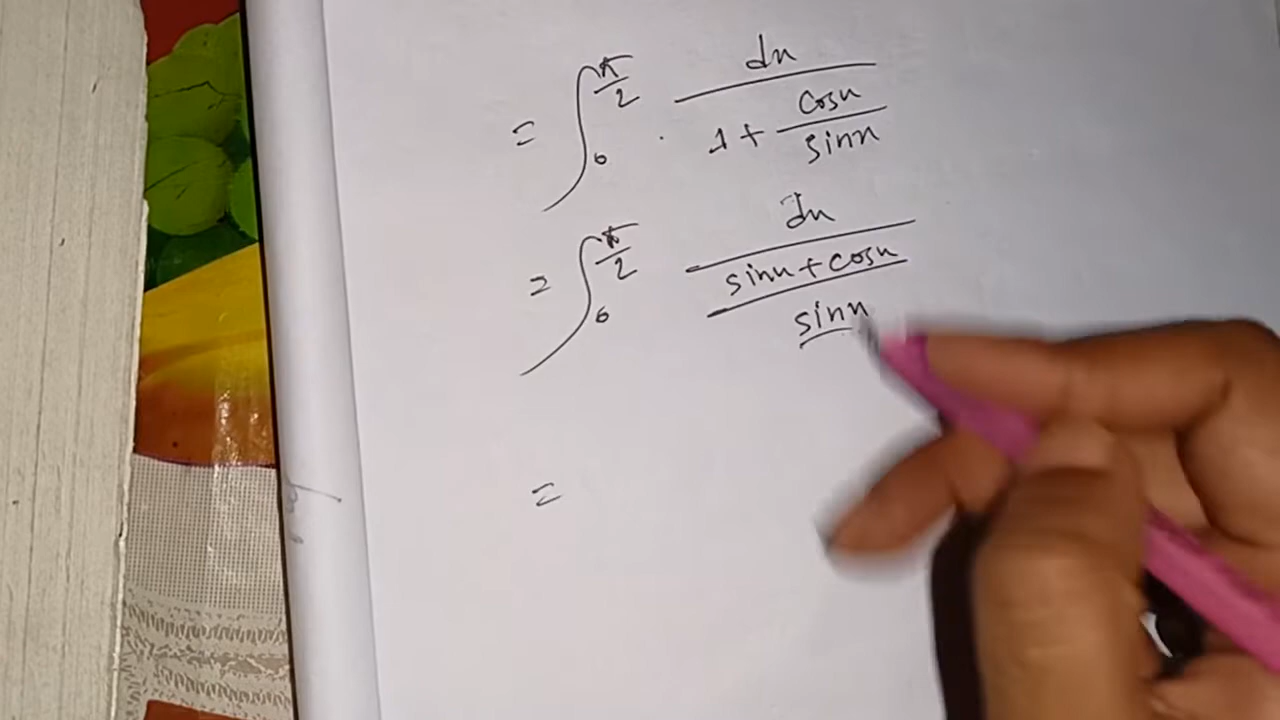 = ∫₀^{π/2} · dx / (1 + cosx/sinx)
= ∫₀^{π/2} dx / ((sinx + cosx)/sinx)
=